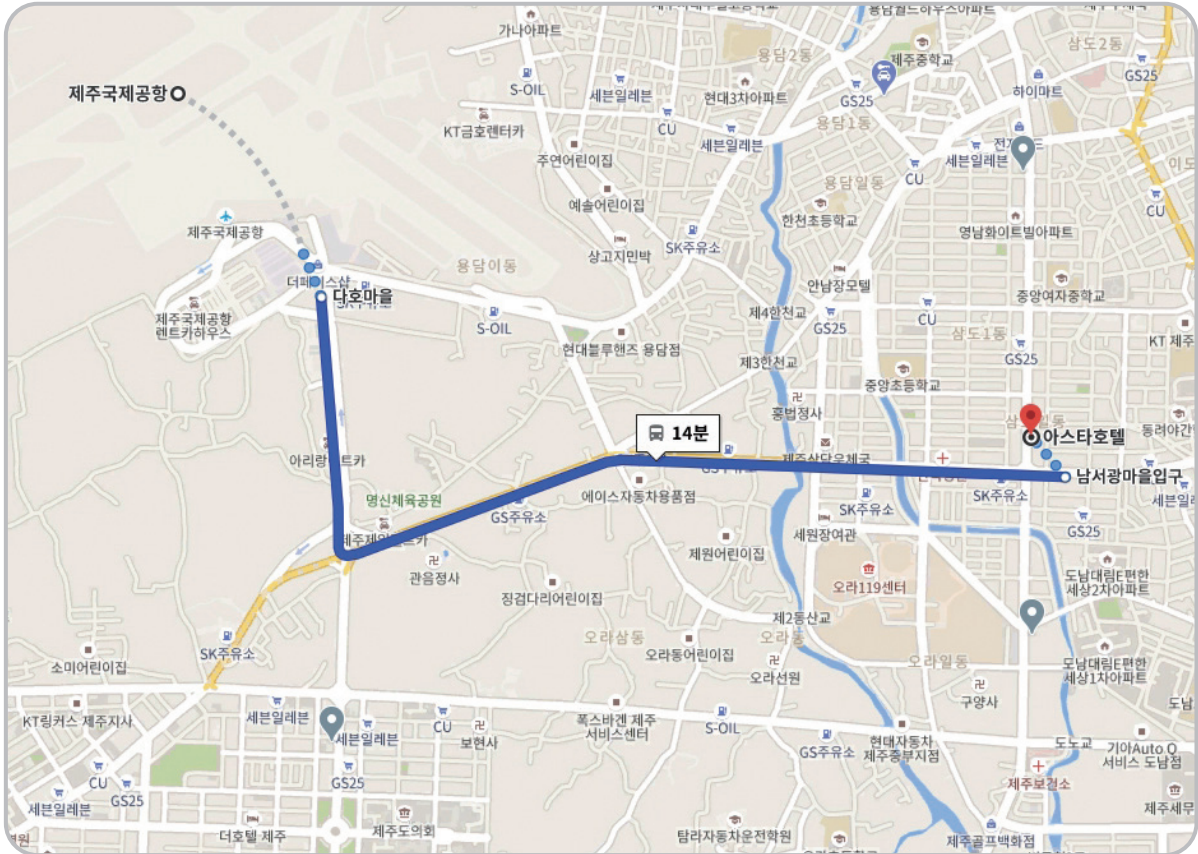 용담월드하우스아파트
가나아파트
용담2동
제주중학교
삼도2동
GS25
S-OIL
세븐일레븐
현대3차아파트
GS25
하이마트
제주국제공항
KT금호렌터카
CU
용담1동
세븐일레븐
세븐일레븐
주연어린이집
CU
이도
용담일동
예솔어린이집
한천초등학교
CU
제주국제공항
상고지민박
SK주유소
영남화이트빌아파트
용담이동
더페이스샵
다호마을
안남장모텔
중앙여자중학교
제주국제공항
렌트카하우스
S-OIL
제4한천교
GS25
CU
삼도1동
현대블루핸즈 용담점
제3한천교
GS25
KT 제주
중앙초등학교
홍법정사
14분
아스타호텔
동려야간
제주삼담우체국
남서광마을입구
SK주유소
세븐일
에이스자동차용품점
명신체육공원
GS주유소
SK주유소
GS25
세원장여관
관음정사
제원어린이집
도남대림E편한
세상2차아파트
징검다리어린이집
오라119센터
제2동산교
SK주유소
오라삼동
오라동
소미어린이집
오라동어린이집
오라일동
도남대림E편한
세상1차아파트
오라선원
KT링커스 제주지사
세븐일레븐
구양사
도남
세븐일레븐
CU
보현사
폭스바겐 제주
서비스센터
S-OIL
GS주유소
현대자동차
제주중부지점
도노교
기아Auto Q
서비스 도남점
CU
GS25
GS25
제주보건소
세븐일레븐
더호텔 제주
제주도의회
탐라자동차운전학원
제주골프백화점
제주세무